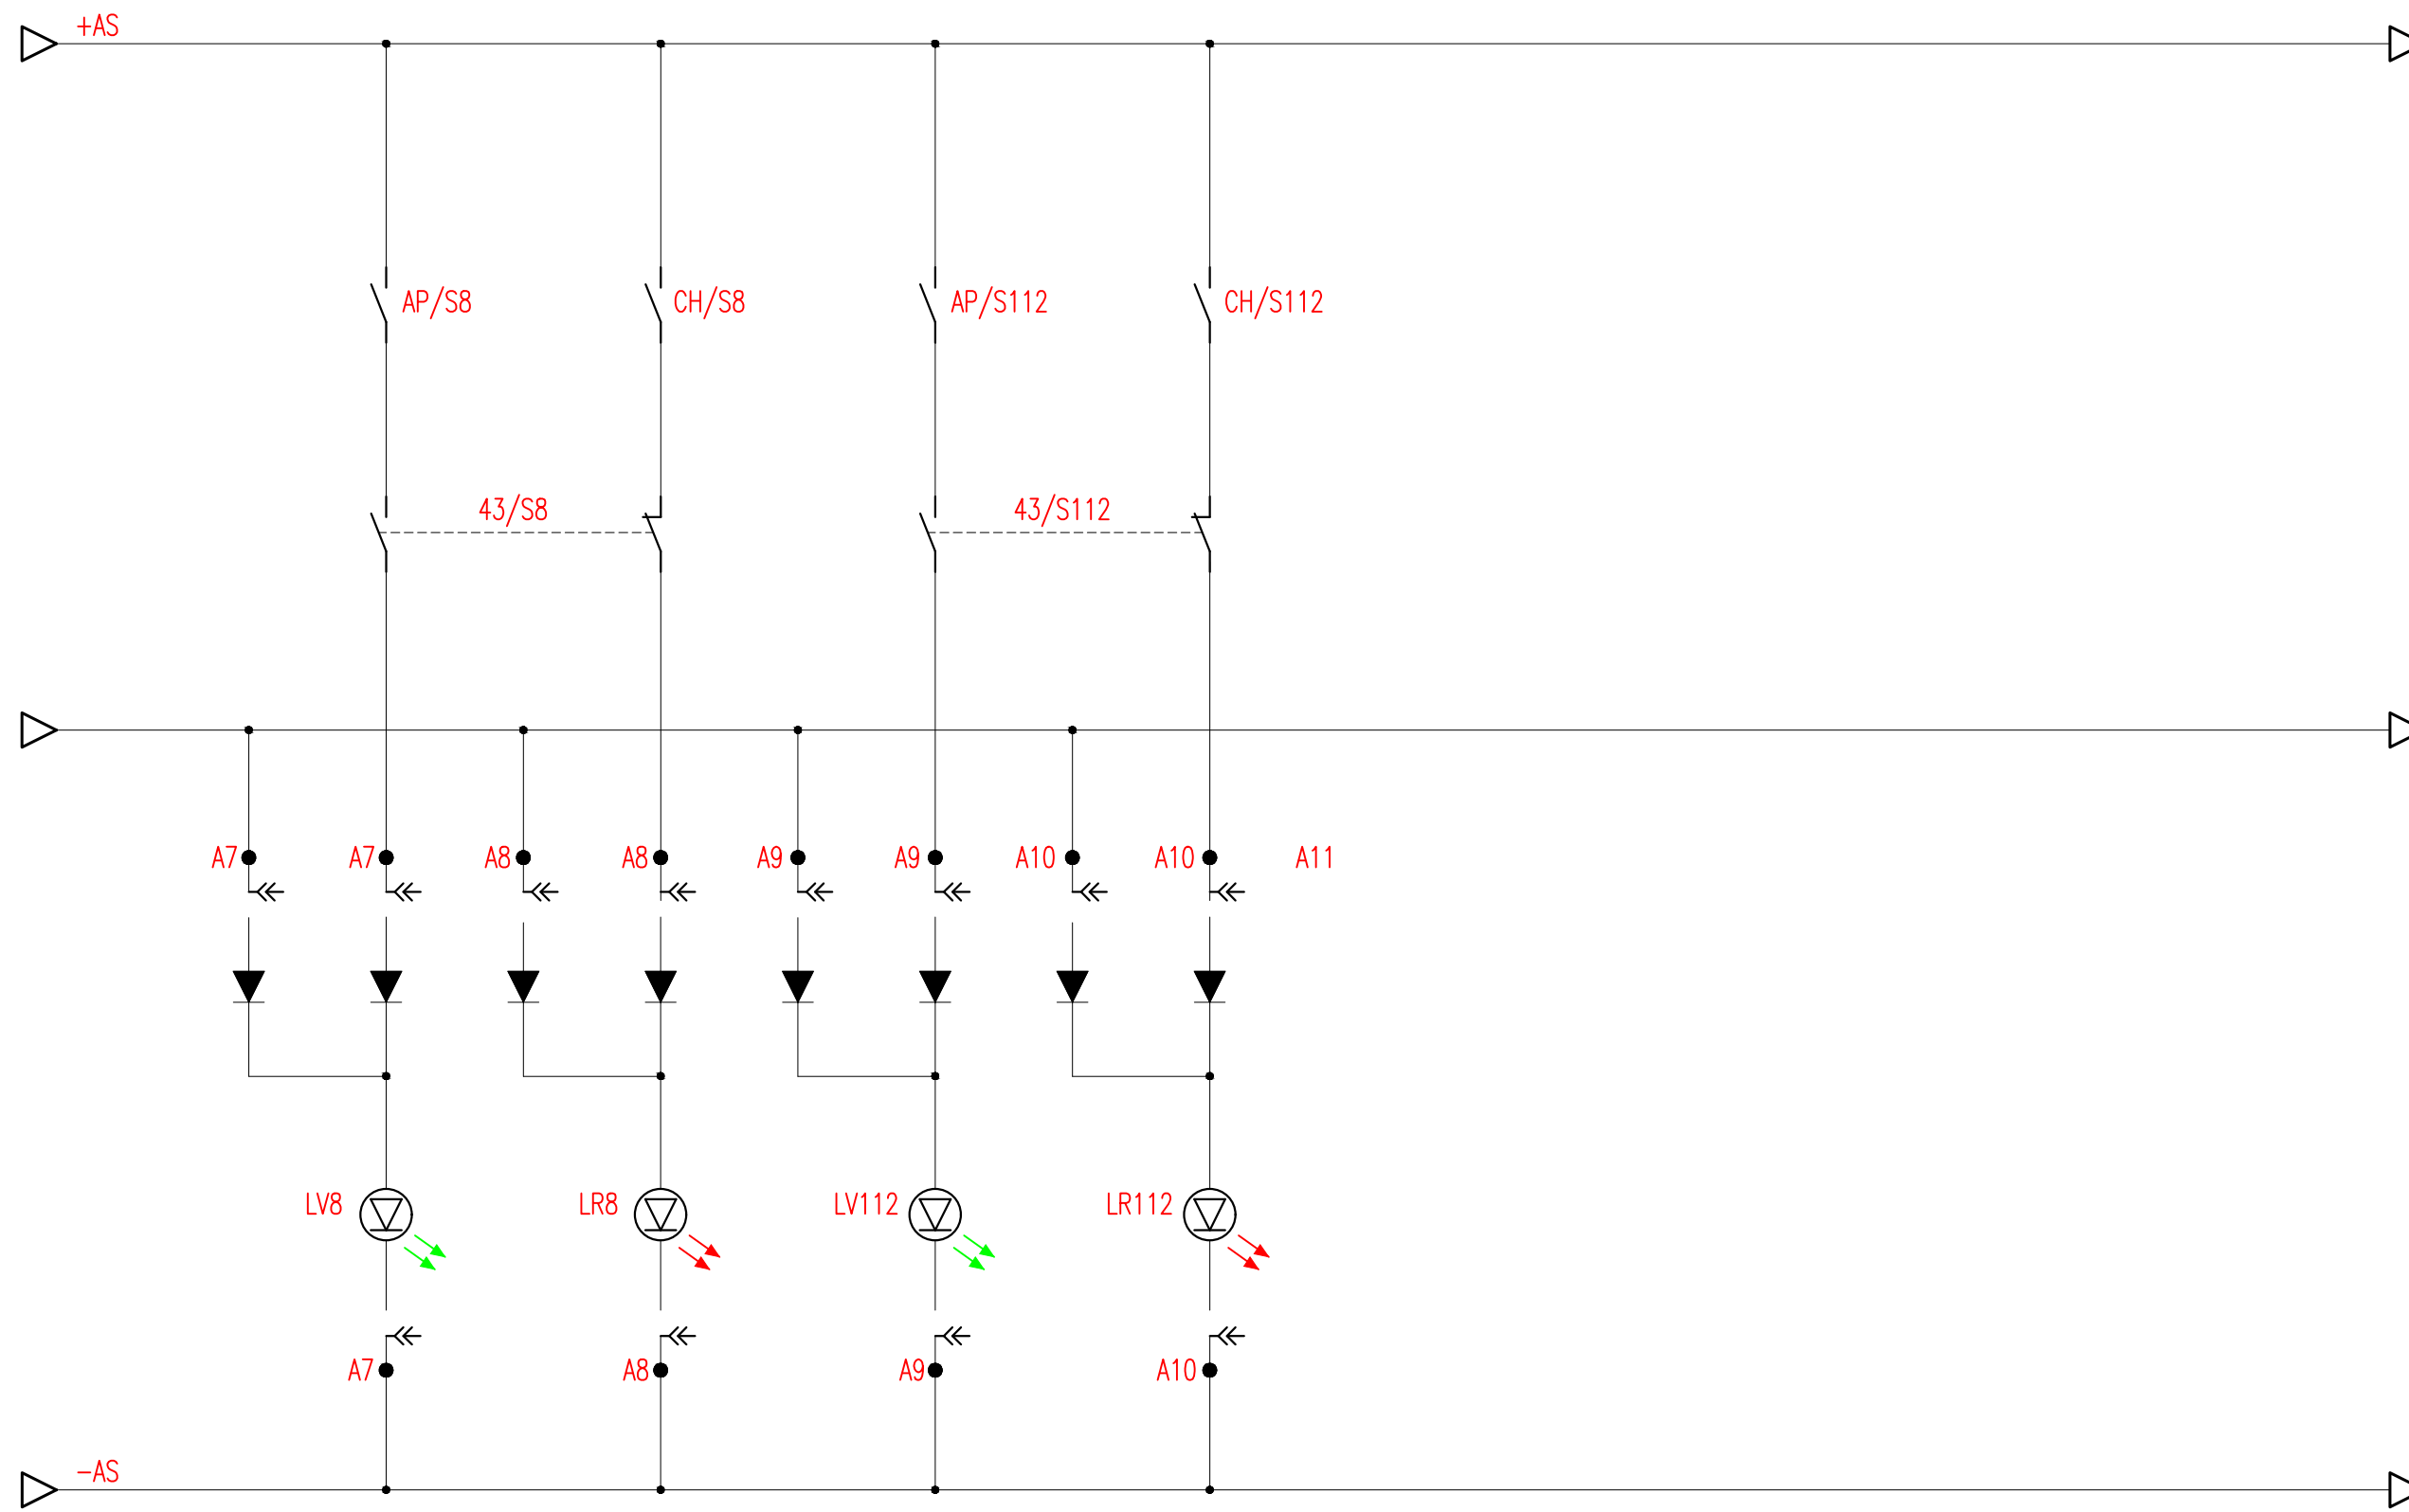 +AS
AP/S8 CH/S8 AP/S112 CH/S112
43/S8 43/S112
A7 A7 A8 A8 A9 A9 A10 A10 A11
LV8 LR8 LV112 LR112
A7 A8 A9 A10
-AS